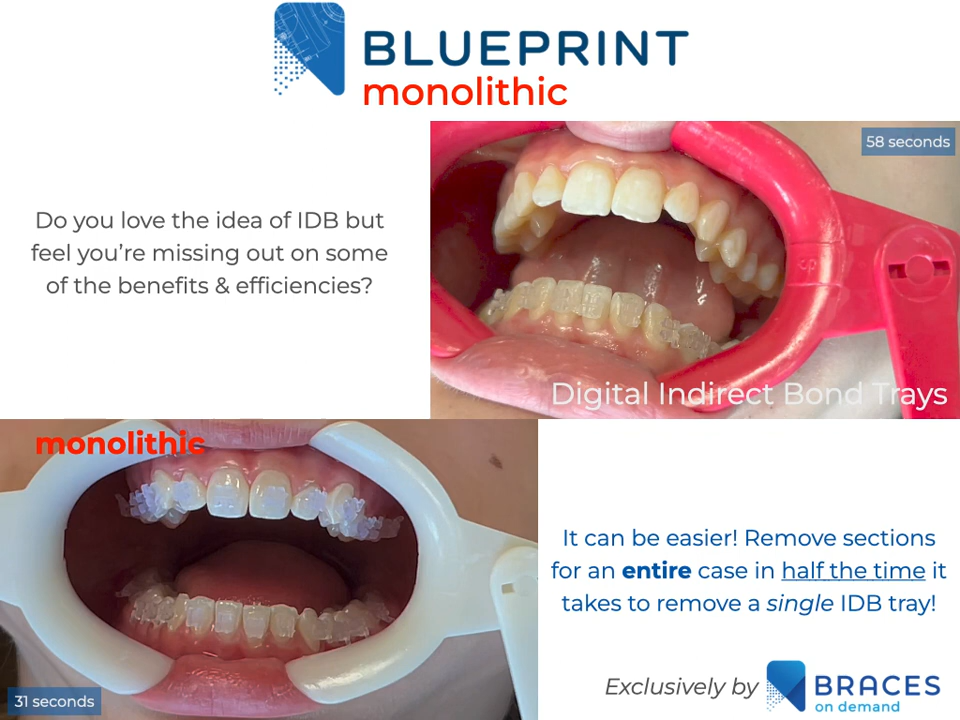 BLUEPRINT
monolithic
58 seconds
Do you love the idea of IDB but
feel you’re missing out on some
of the benefits & efficiencies?
Digital Indirect Bond Trays
monolithic
It can be easier! Remove sections
for an entire case in half the time it
takes to remove a single IDB tray!
31 seconds
Exclusively by
BRACES
on demand